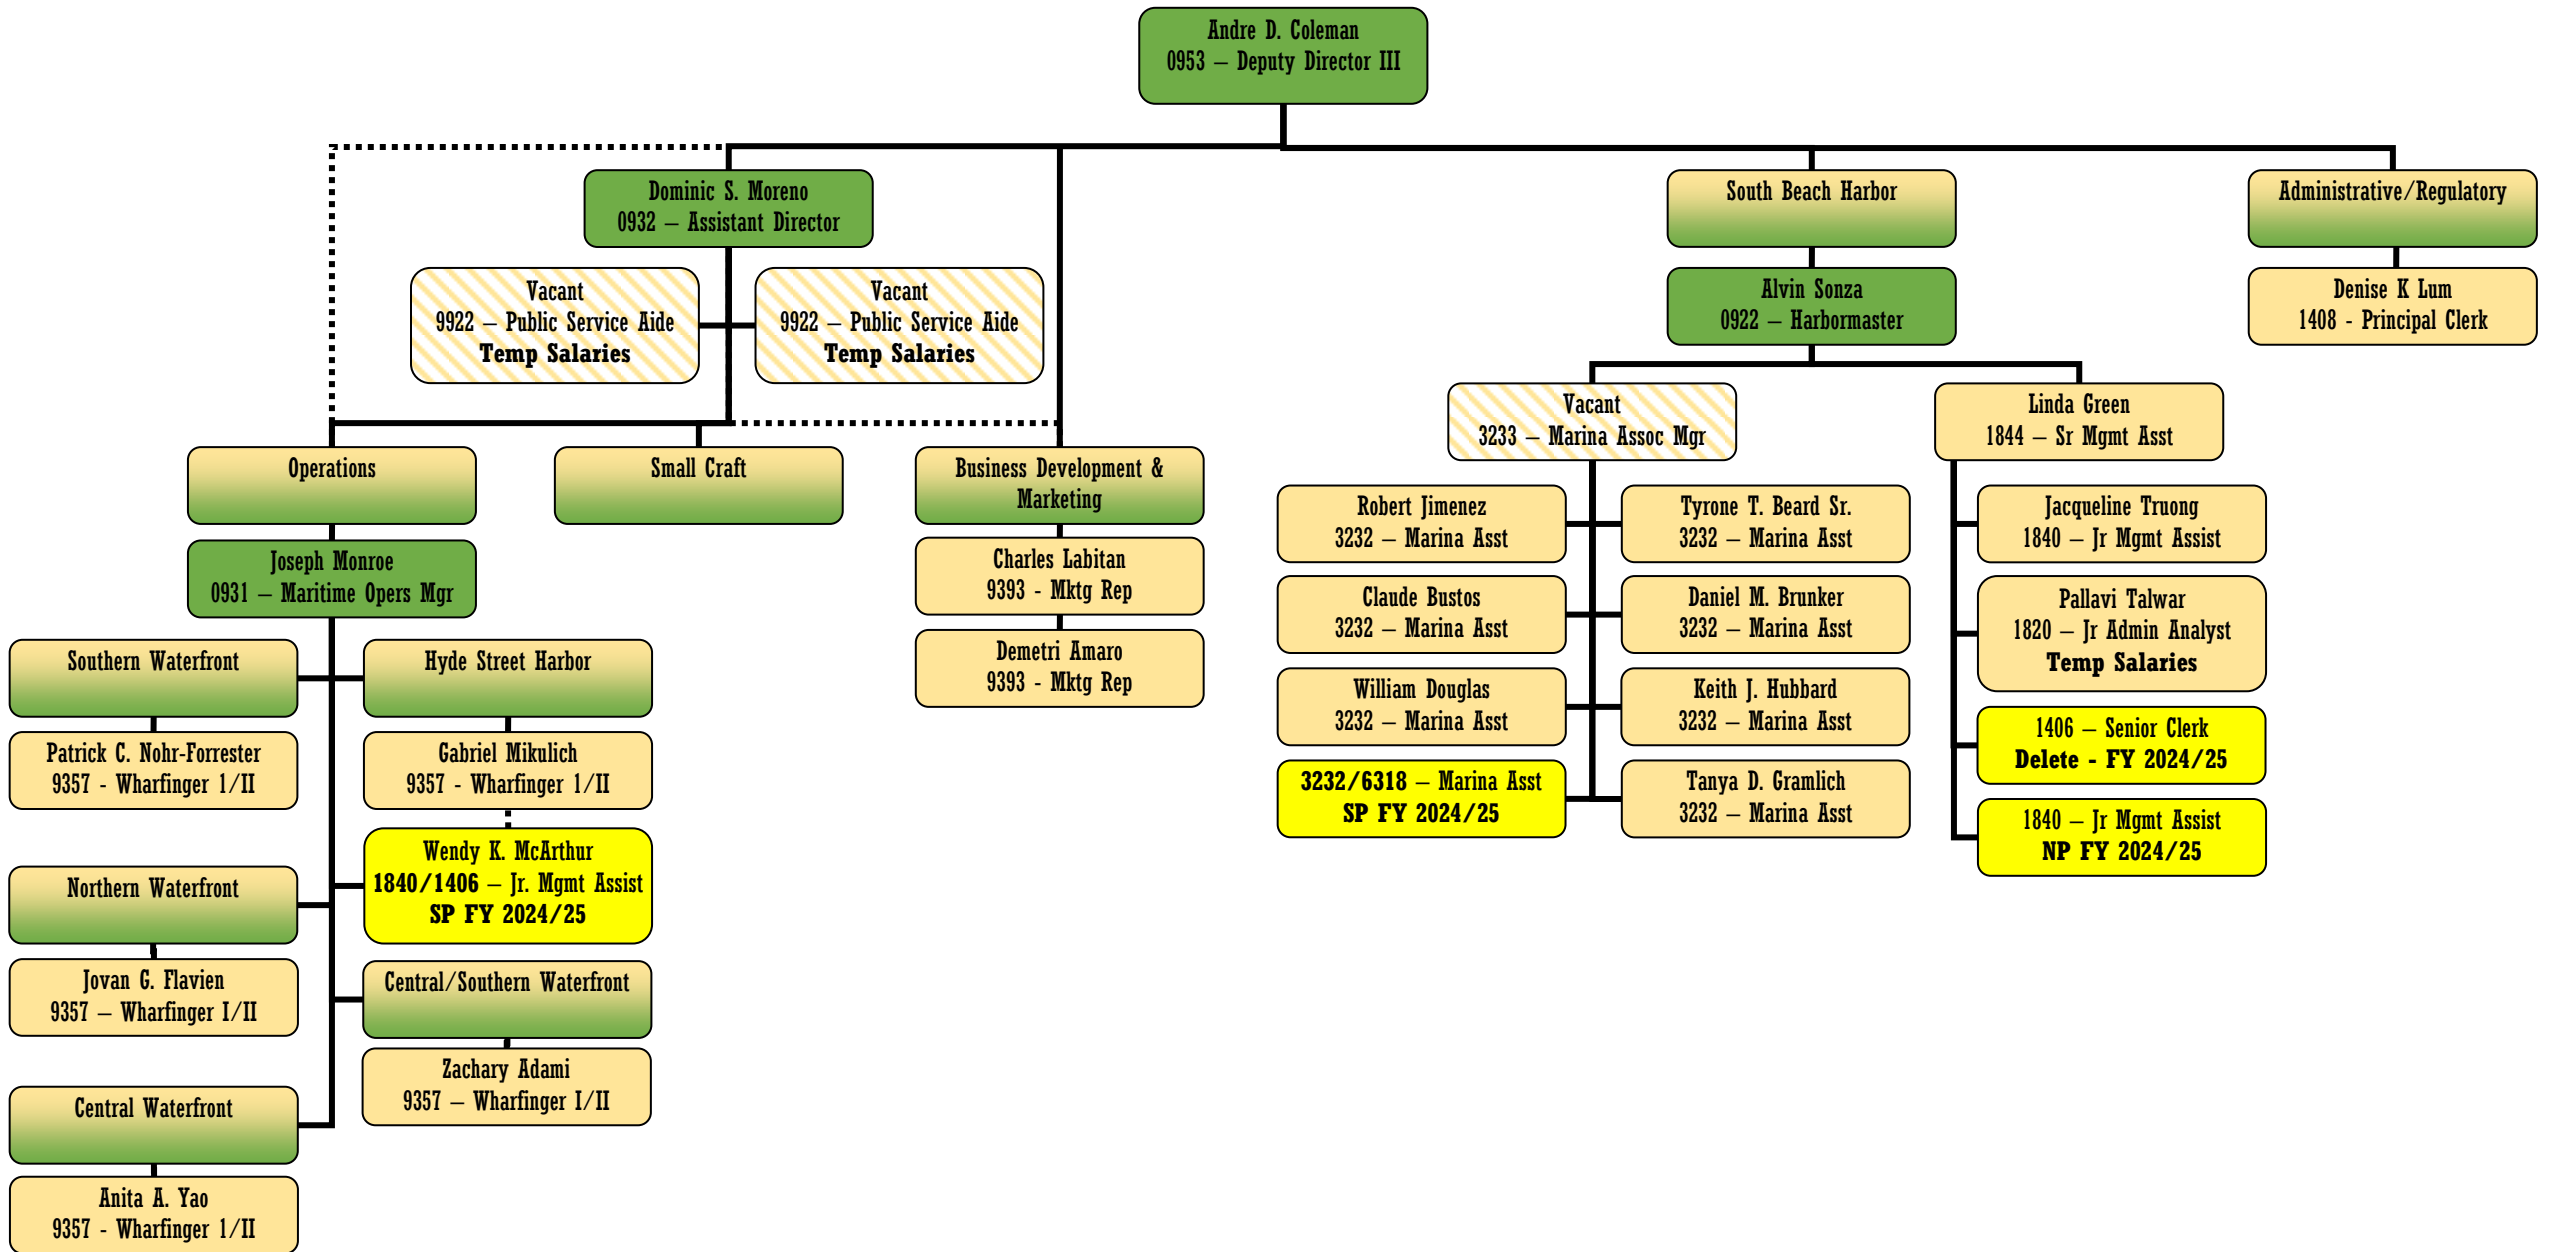 Andre D. Coleman
0953 – Deputy Director III
Dominic S. Moreno
0932 – Assistant Director
Vacant
9922 – Public Service Aide
Temp Salaries
Vacant
9922 – Public Service Aide
Temp Salaries
Operations
Joseph Monroe
0931 – Maritime Opers Mgr
Southern Waterfront
Patrick C. Nohr-Forrester
9357 - Wharfinger 1/II
Northern Waterfront
Jovan G. Flavien
9357 – Wharfinger I/II
Central Waterfront
Anita A. Yao
9357 - Wharfinger 1/II
Hyde Street Harbor
Gabriel Mikulich
9357 - Wharfinger 1/II
Wendy K. McArthur
1840/1406 – Jr. Mgmt Assist
SP FY 2024/25
Central/Southern Waterfront
Zachary Adami
9357 – Wharfinger I/II
Small Craft
Business Development &
Marketing
Charles Labitan
9393 - Mktg Rep
Demetri Amaro
9393 - Mktg Rep
South Beach Harbor
Alvin Sonza
0922 – Harbormaster
Vacant
3233 – Marina Assoc Mgr
Robert Jimenez
3232 – Marina Asst
Claude Bustos
3232 – Marina Asst
William Douglas
3232 – Marina Asst
3232/6318 – Marina Asst
SP FY 2024/25
Tyrone T. Beard Sr.
3232 – Marina Asst
Daniel M. Brunker
3232 – Marina Asst
Keith J. Hubbard
3232 – Marina Asst
Tanya D. Gramlich
3232 – Marina Asst
Linda Green
1844 – Sr Mgmt Asst
Jacqueline Truong
1840 – Jr Mgmt Assist
Pallavi Talwar
1820 – Jr Admin Analyst
Temp Salaries
1406 – Senior Clerk
Delete - FY 2024/25
1840 – Jr Mgmt Assist
NP FY 2024/25
Administrative/Regulatory
Denise K Lum
1408 - Principal Clerk